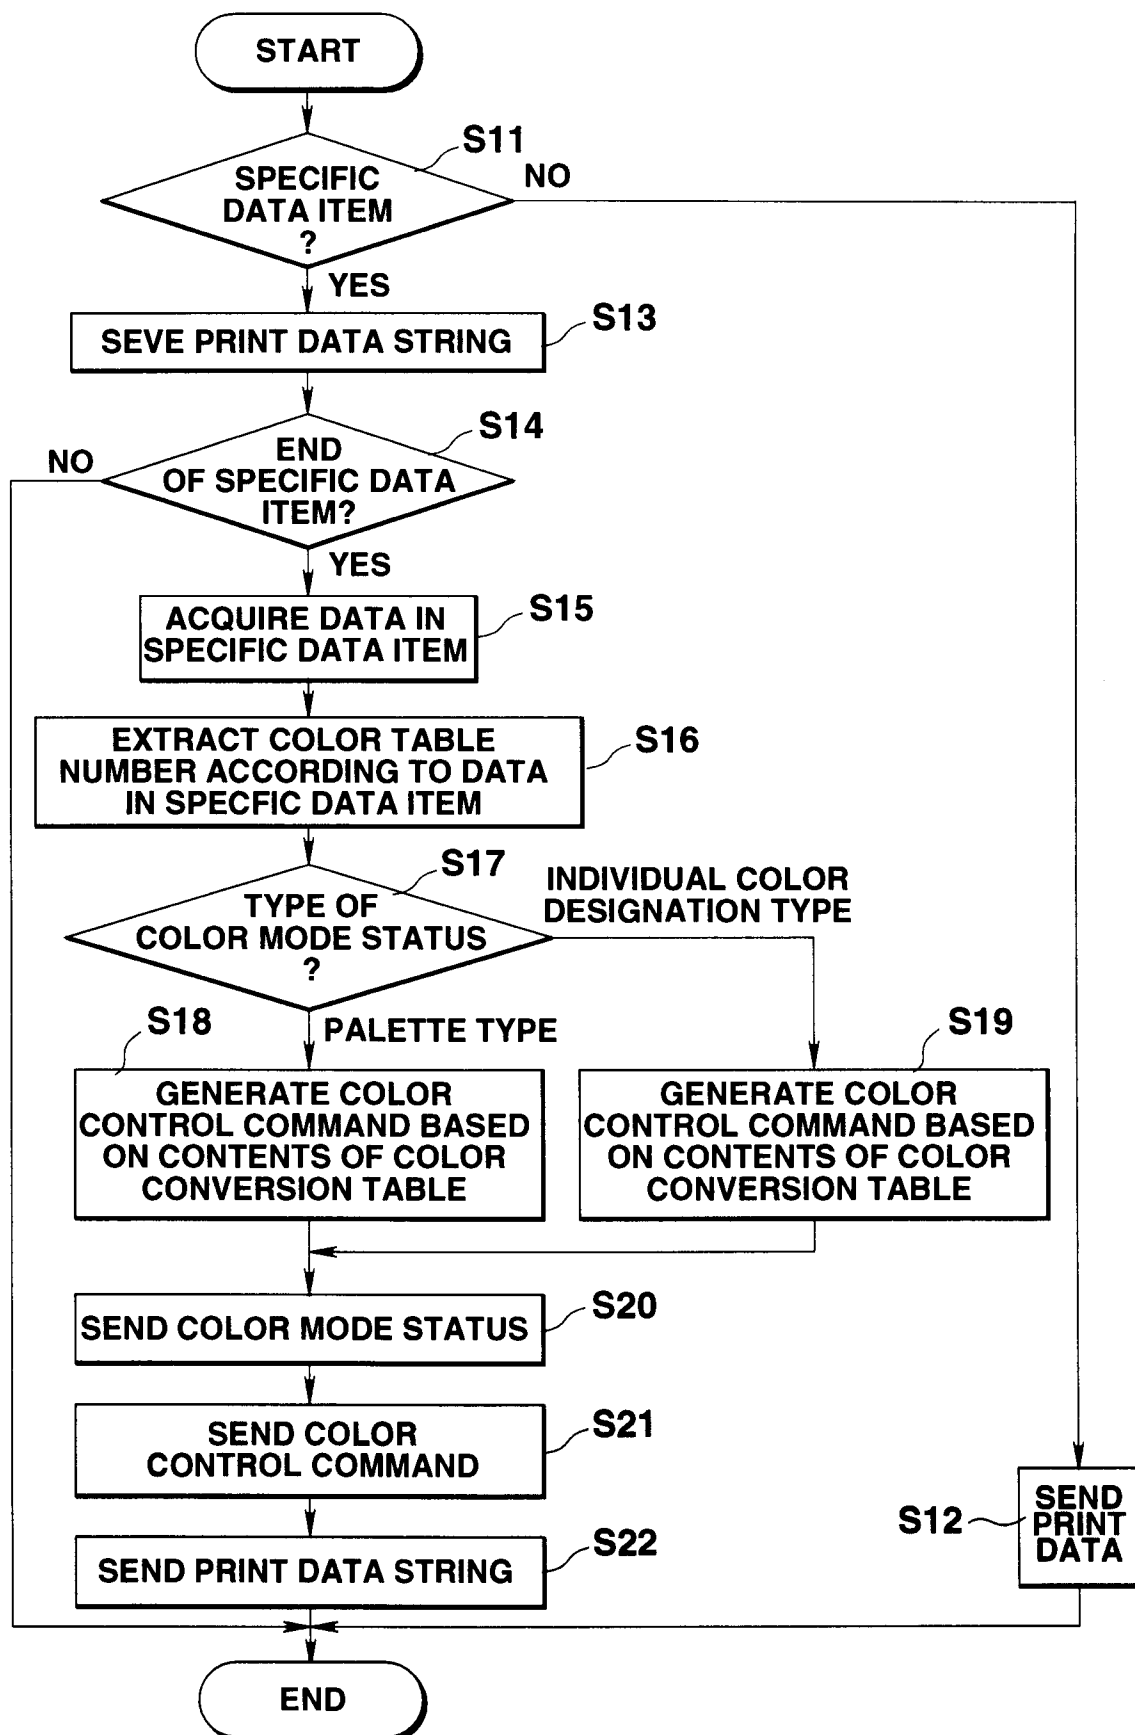 START
S11
SPECIFIC
DATA ITEM
?
NO
YES
SEVE PRINT DATA STRING
S13
S14
END
OF SPECIFIC DATA
ITEM?
NO
YES
ACQUIRE DATA IN
SPECIFIC DATA ITEM
S15
EXTRACT COLOR TABLE
NUMBER ACCORDING TO DATA
IN SPECFIC DATA ITEM
S16
S17
TYPE OF
COLOR MODE STATUS
?
INDIVIDUAL COLOR
DESIGNATION TYPE
PALETTE TYPE
S18
GENERATE COLOR
CONTROL COMMAND BASED
ON CONTENTS OF COLOR
CONVERSION TABLE
S19
GENERATE COLOR
CONTROL COMMAND BASED
ON CONTENTS OF COLOR
CONVERSION TABLE
SEND COLOR MODE STATUS
S20
SEND COLOR
CONTROL COMMAND
S21
SEND PRINT DATA STRING
S22
S12
SEND
PRINT
DATA
END